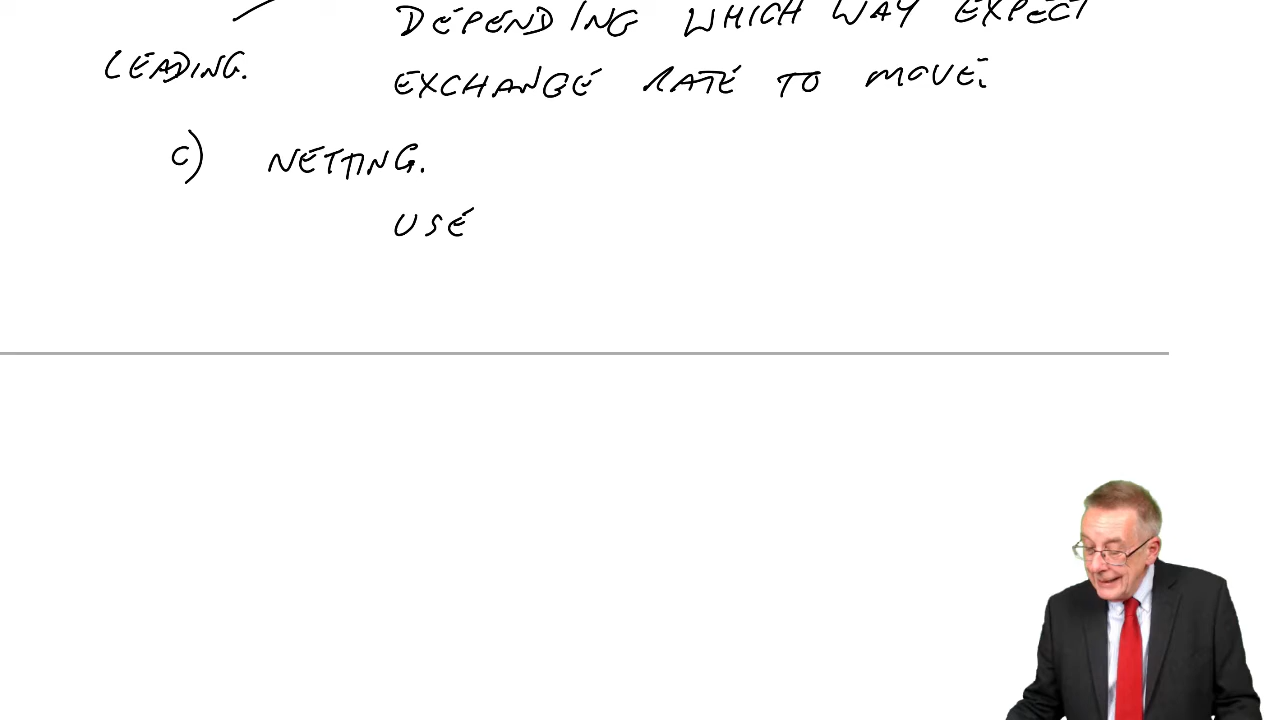 DEPENDING WHICH WAY EXPECT
LEADING.
EXCHANGE RATE TO MOVE.
c) NETTING.
USE